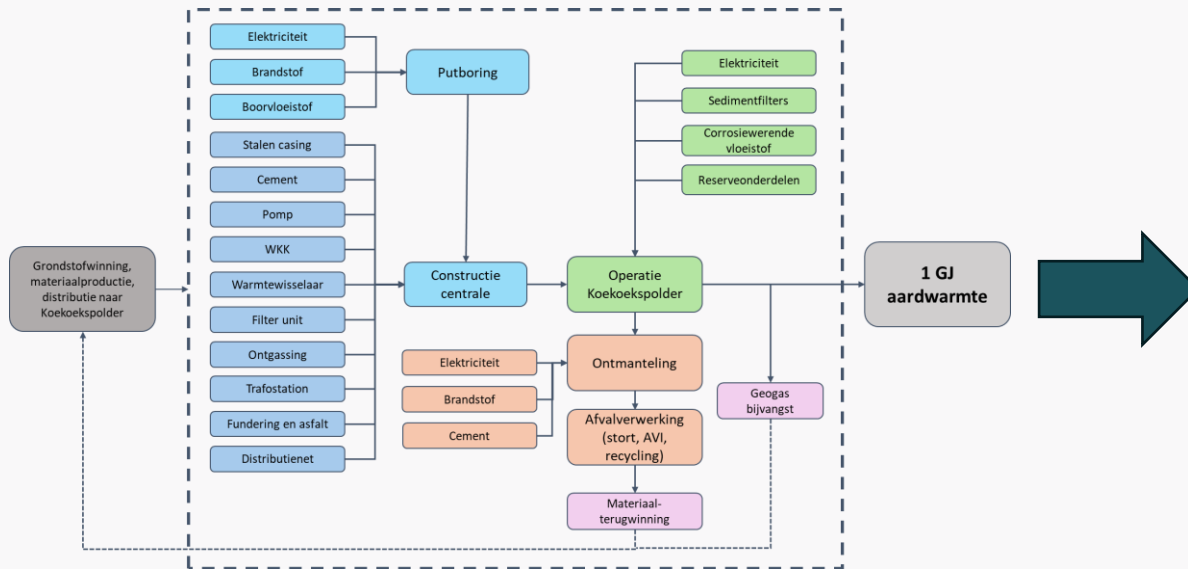 Elektriciteit
Brandstof
Boorvloeistof
Putboring
Elektriciteit
Sedimentfilters
Corrosiewerende
vloeistof
Reserveonderdelen
Stalen casing
Cement
Pomp
WKK
Warmtewisselaar
Filter unit
Ontgassing
Trafostation
Fundering en asfalt
Distributienet
Grondstofwinning,
materiaalproductie,
distributie naar
Koekoekspolder
Constructie
centrale
Operatie
Koekoekspolder
1 GJ
aardwarmte
Elektriciteit
Brandstof
Cement
Ontmanteling
Afvalverwerking
(stort, AVI,
recycling)
Geogas
bijvangst
Materiaal-
terugwinning